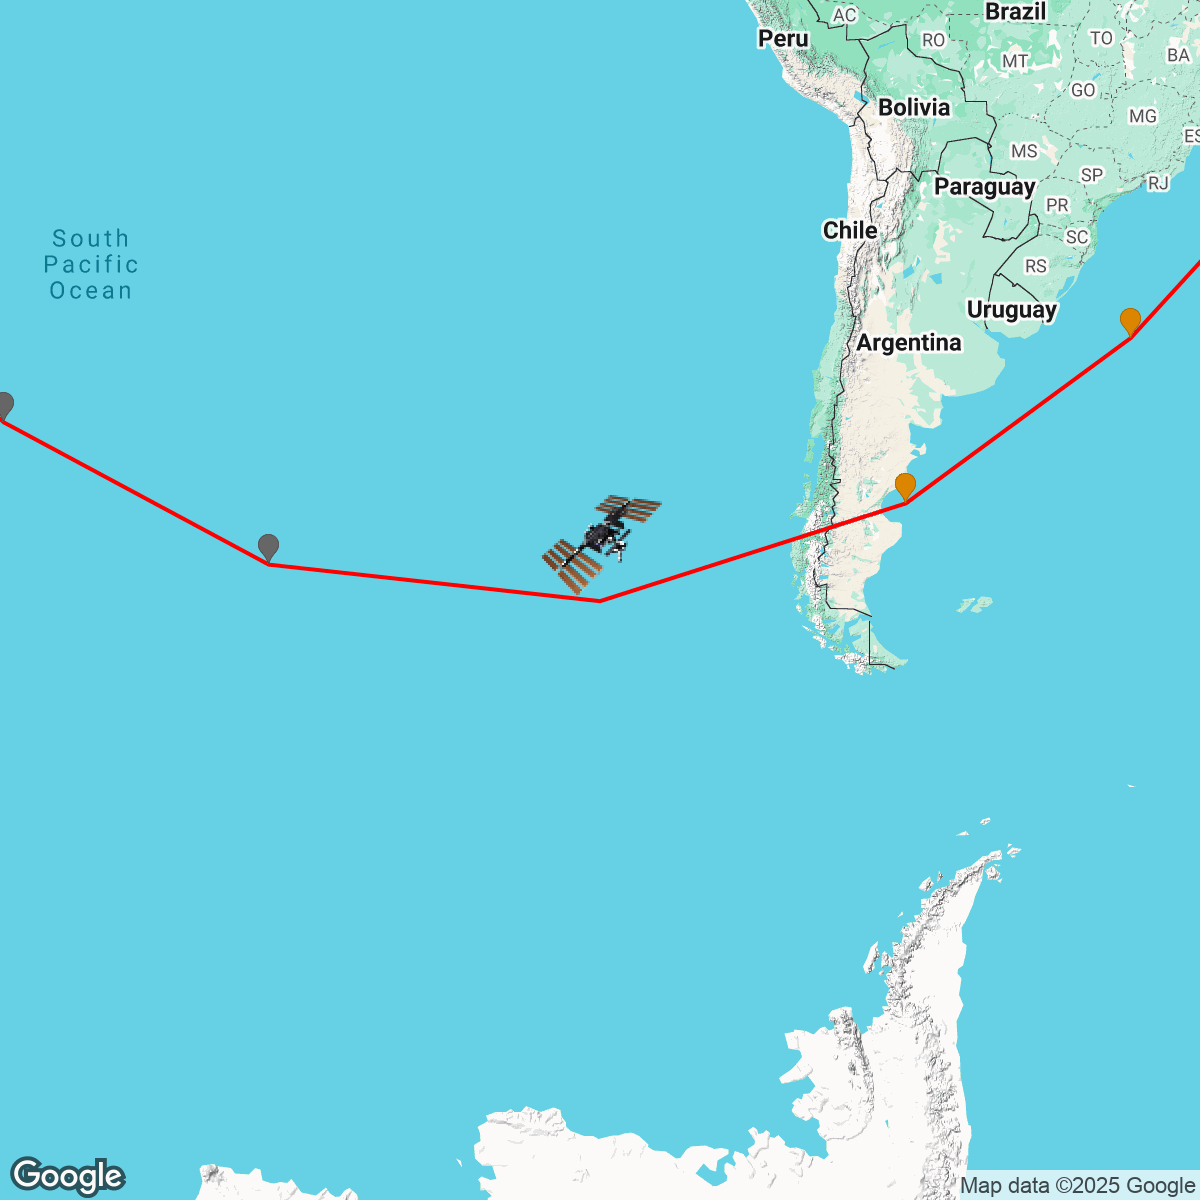 Brazil
AC
Peru
RO
TO
BA
MT
GO
Bolivia
MG
ES
MS
SP
RJ
Paraguay
PR
Chile
SC
South
Pacific
Ocean
RS
Uruguay
Argentina
Google
Map data ©2025 Google